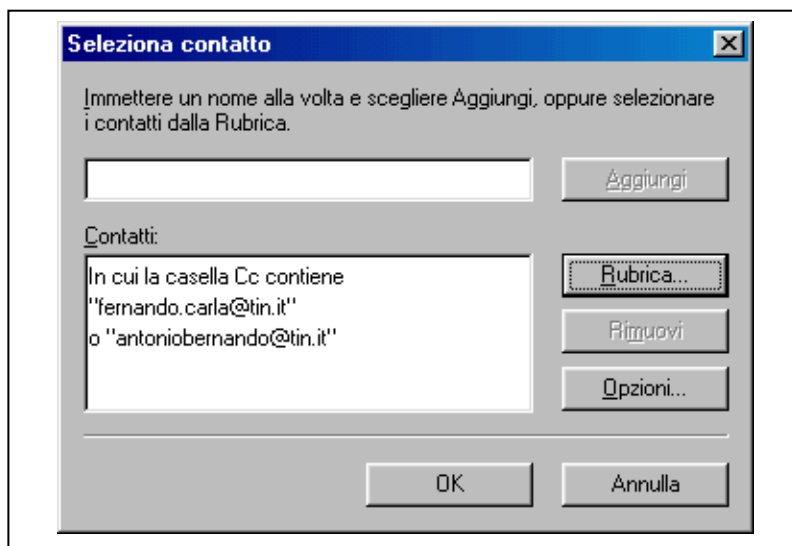 Seleziona contatto
Immettere un nome alla volta e scegliere Aggiungi, oppure selezionare
i contatti dalla Rubrica.
Aggiungi
Contatti:
In cui la casella Cc contiene
"fernando.carla@tin.it"
o "antoniobernando@tin.it"
Rubrica...
Rimuovi
Opzioni...
OK
Annulla